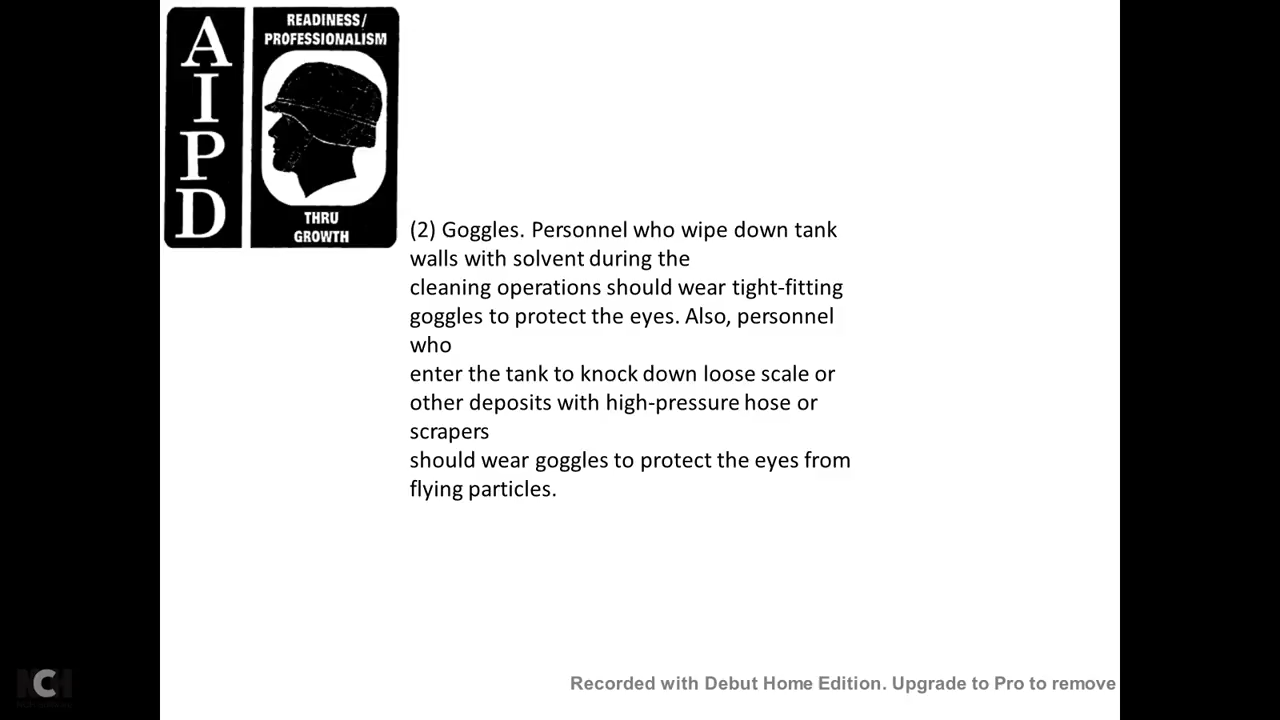 A
I
P
D
READINESS/
PROFESSIONALISM
THRU
GROWTH
(2) Goggles. Personnel who wipe down tank
walls with solvent during the
cleaning operations should wear tight-fitting
goggles to protect the eyes. Also, personnel
who
enter the tank to knock down loose scale or
other deposits with high-pressure hose or
scrapers
should wear goggles to protect the eyes from
flying particles.
NCH
Recorded with Debut Home Edition. Upgrade to Pro to remove